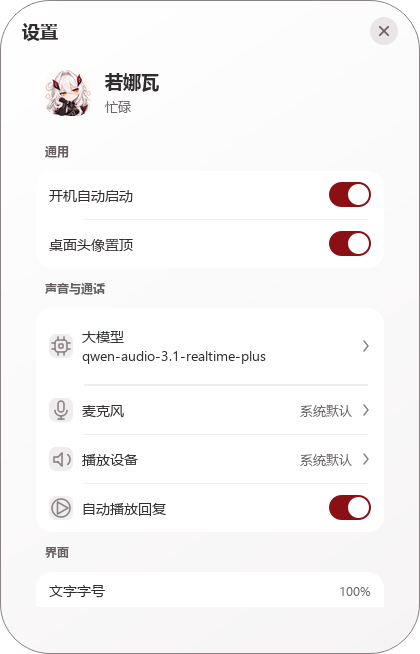 设置
若娜瓦
忙碌
通用
开机自动启动
桌面头像置顶
声音与通话
大模型
qwen-audio-3.1-realtime-plus
麦克风 系统默认
播放设备 系统默认
自动播放回复
界面
文字字号 100%